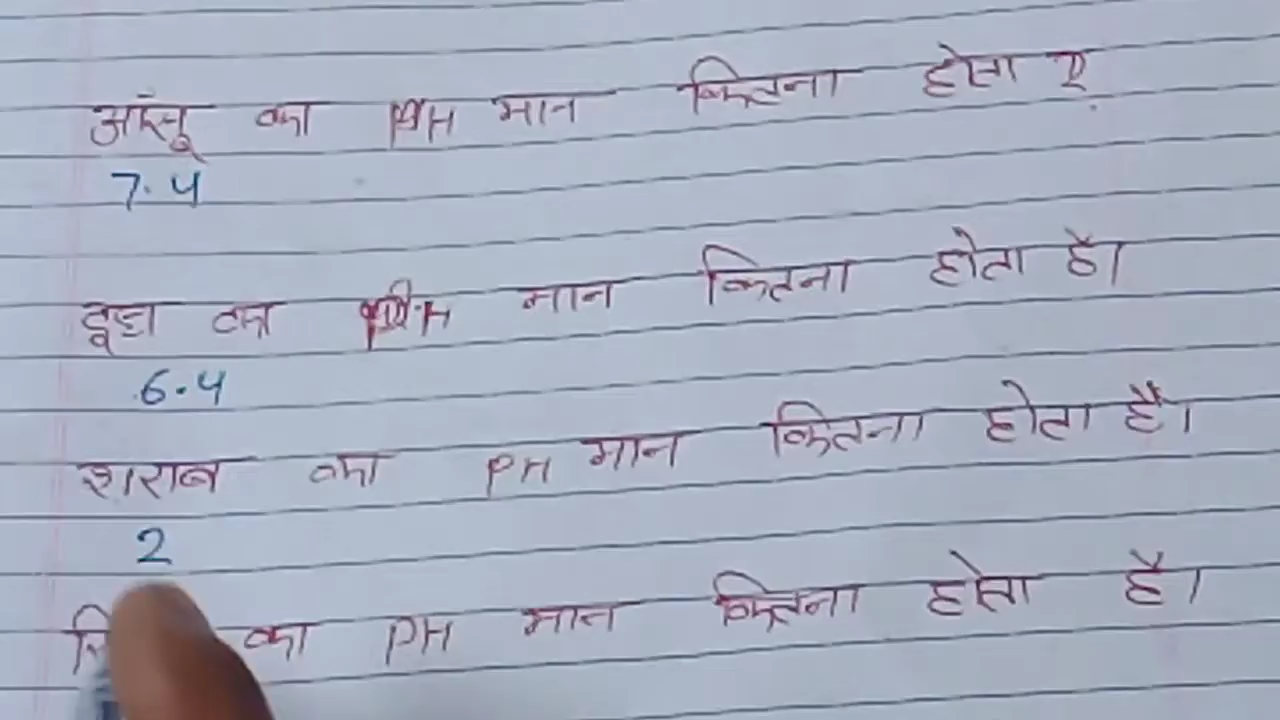 आंसू का PH मान कितना होता है
7.4
दूध का PH मान कितना होता है।
6.4
शराब का PH मान कितना होता है।
2
का PH मान कितना होता है।